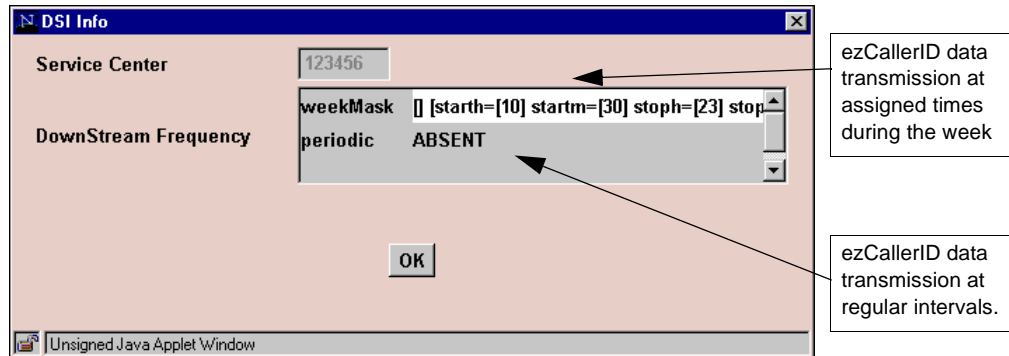 DSI Info
Service Center 123456
DownStream Frequency
weekMask [] [starth=[10] startm=[30] stoph=[23] stop
periodic ABSENT
OK
Unsigned Java Applet Window
ezCallerID data
transmission at
assigned times
during the week
ezCallerID data
transmission at
regular intervals.